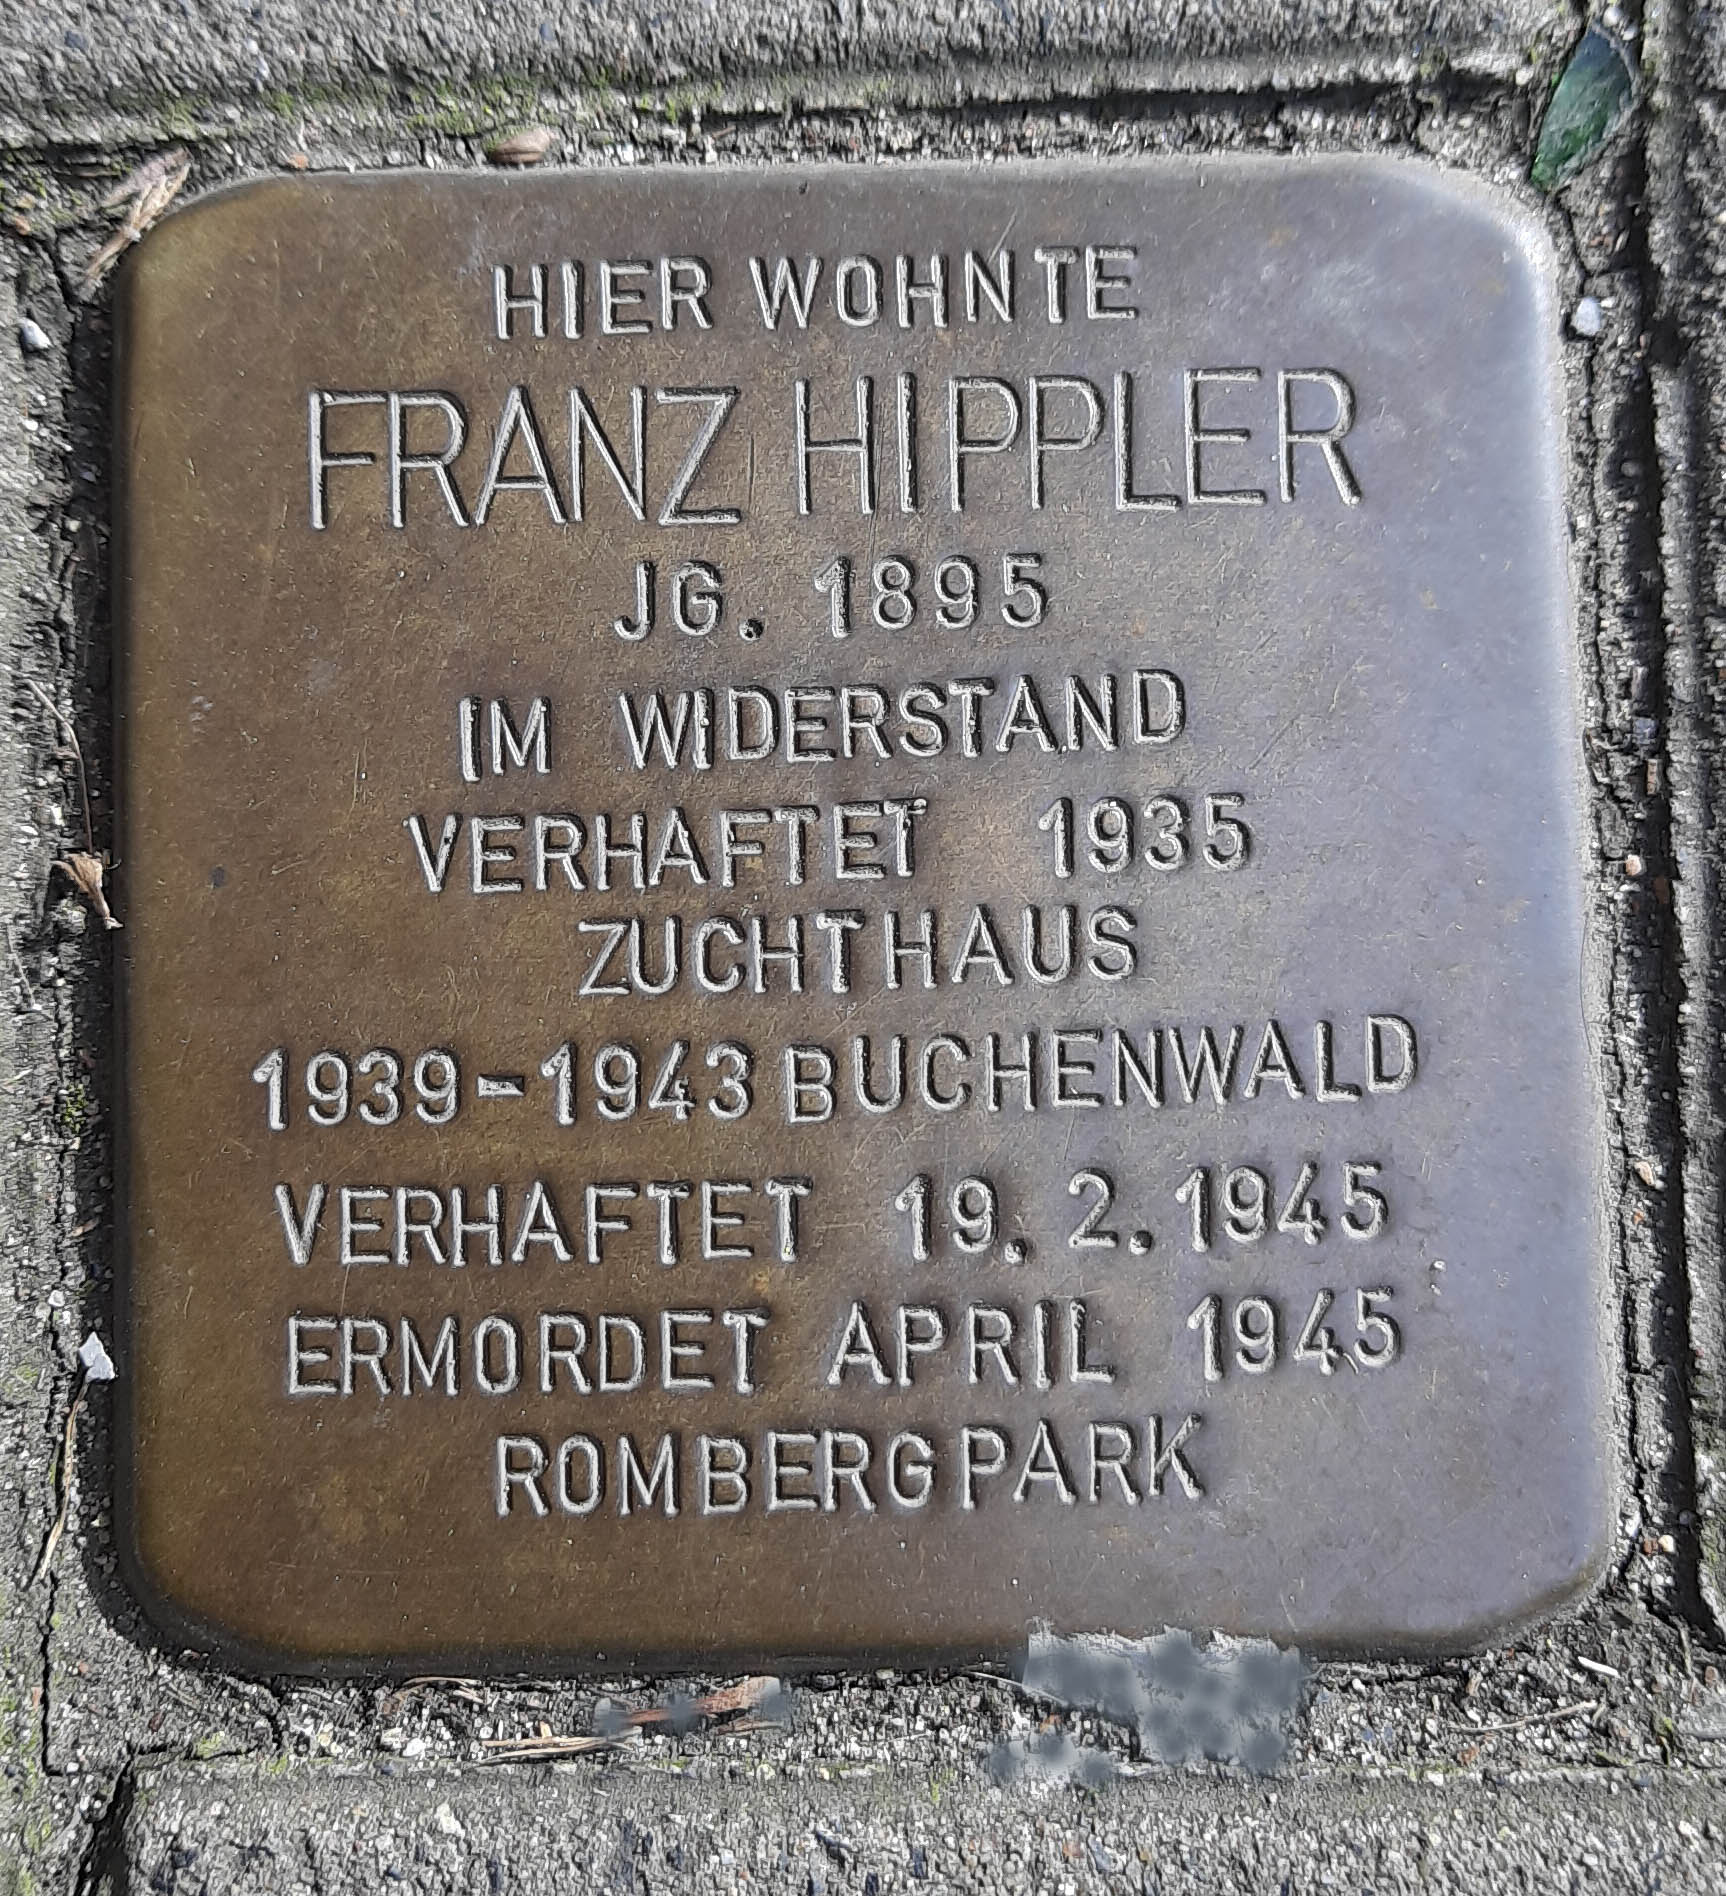 HIER WOHNTE
FRANZ HIPPLER
JG. 1895
IM WIDERSTAND
VERHAFTET 1935
ZUCHTHAUS
1939-1943 BUCHENWALD
VERHAFTET 19.2.1945
ERMORDET APRIL 1945
ROMBERGPARK